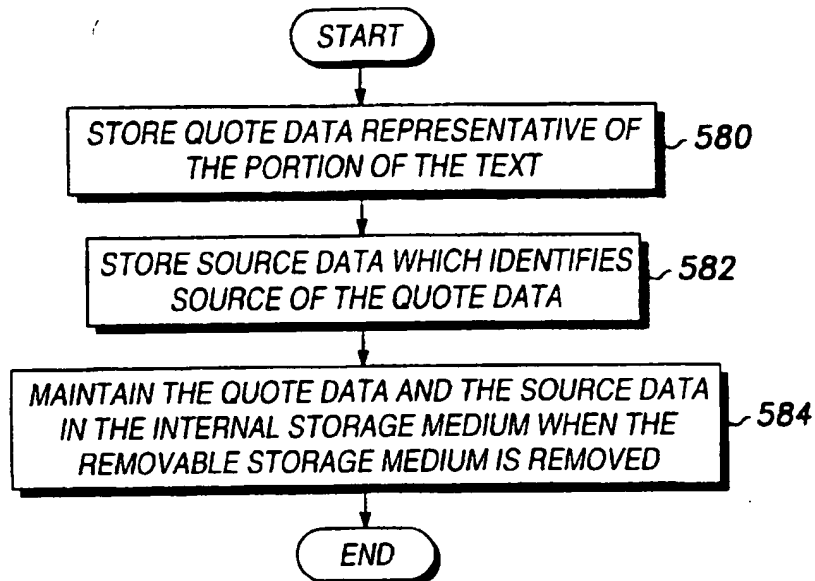 START
STORE QUOTE DATA REPRESENTATIVE OF
THE PORTION OF THE TEXT
580
STORE SOURCE DATA WHICH IDENTIFIES
SOURCE OF THE QUOTE DATA
582
MAINTAIN THE QUOTE DATA AND THE SOURCE DATA
IN THE INTERNAL STORAGE MEDIUM WHEN THE
REMOVABLE STORAGE MEDIUM IS REMOVED
584
END